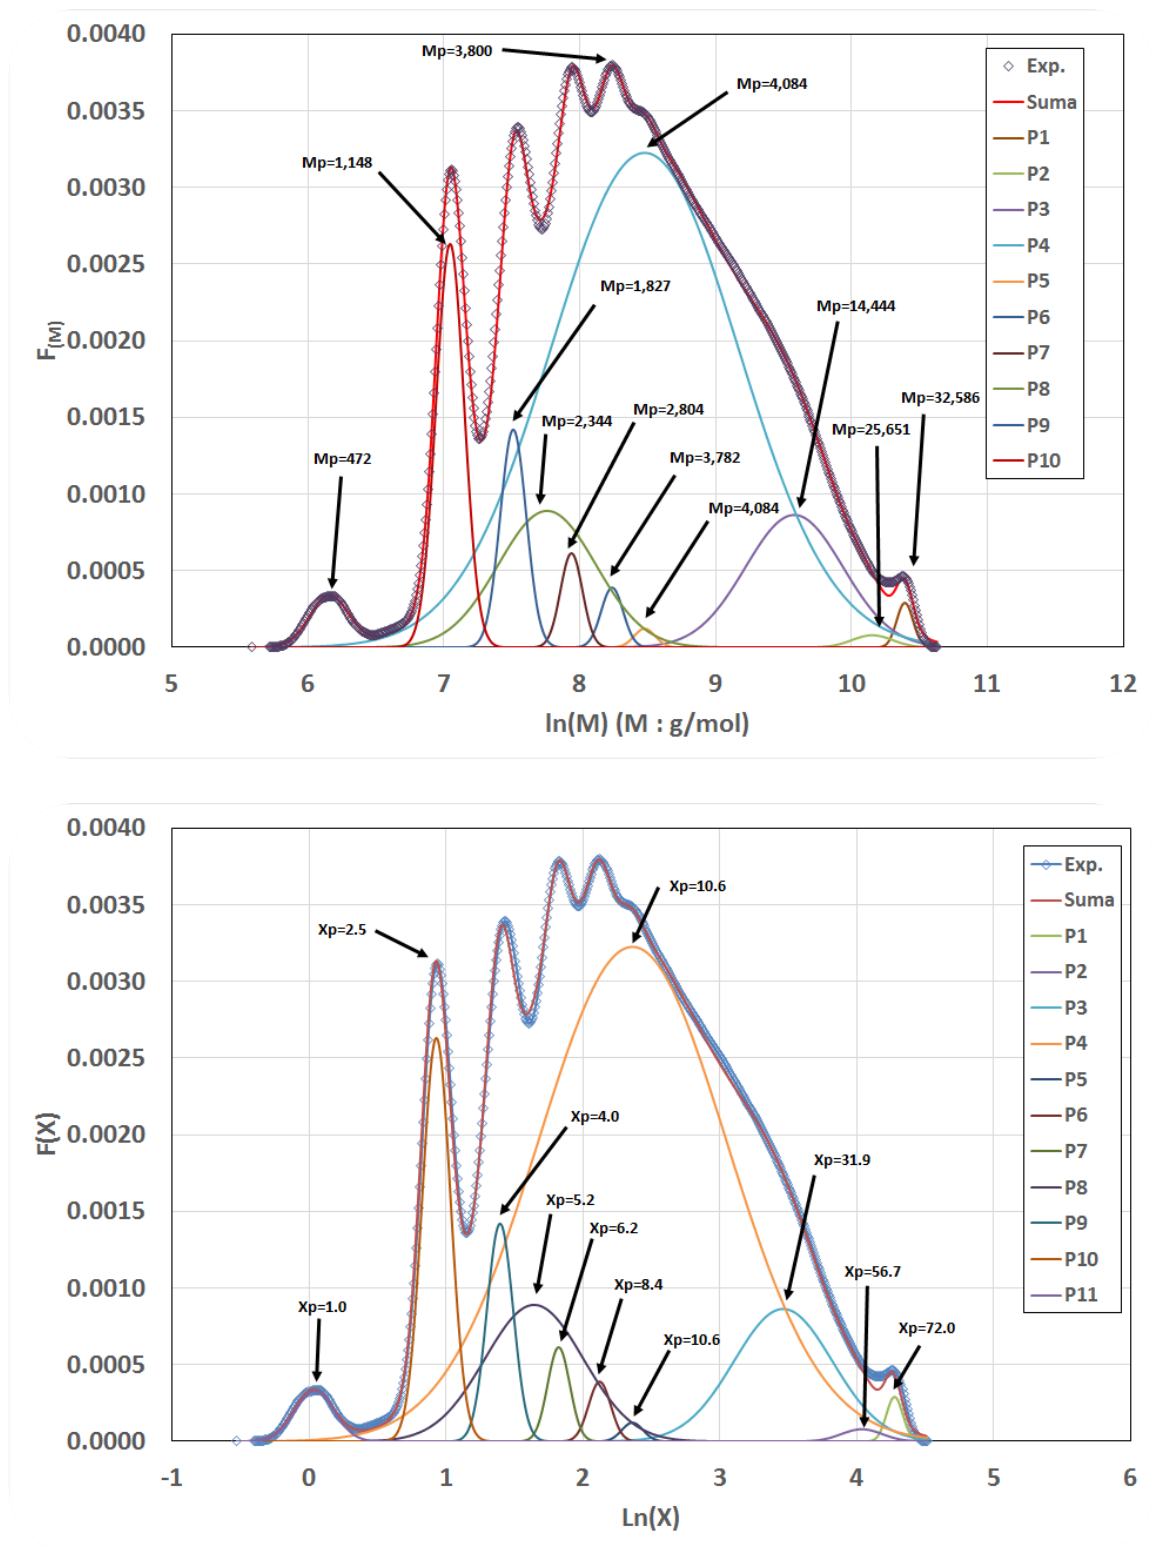 0.0040
0.0035
0.0030
0.0025
0.0020
0.0015
0.0010
0.0005
0.0000
F(M)
5 6 7 8 9 10 11 12
ln(M) (M : g/mol)
Mp=3,800
Mp=4,084
Mp=1,148
Mp=1,827
Mp=14,444
Mp=2,344
Mp=2,804
Mp=32,586
Mp=25,651
Mp=472
Mp=3,782
Mp=4,084
Exp.
Suma
P1
P2
P3
P4
P5
P6
P7
P8
P9
P10
0.0040
0.0035
0.0030
0.0025
0.0020
0.0015
0.0010
0.0005
0.0000
F(X)
-1 0 1 2 3 4 5 6
Ln(X)
Xp=10.6
Xp=2.5
Xp=4.0
Xp=31.9
Xp=5.2
Xp=6.2
Xp=56.7
Xp=8.4
Xp=1.0
Xp=72.0
Xp=10.6
Exp.
Suma
P1
P2
P3
P4
P5
P6
P7
P8
P9
P10
P11